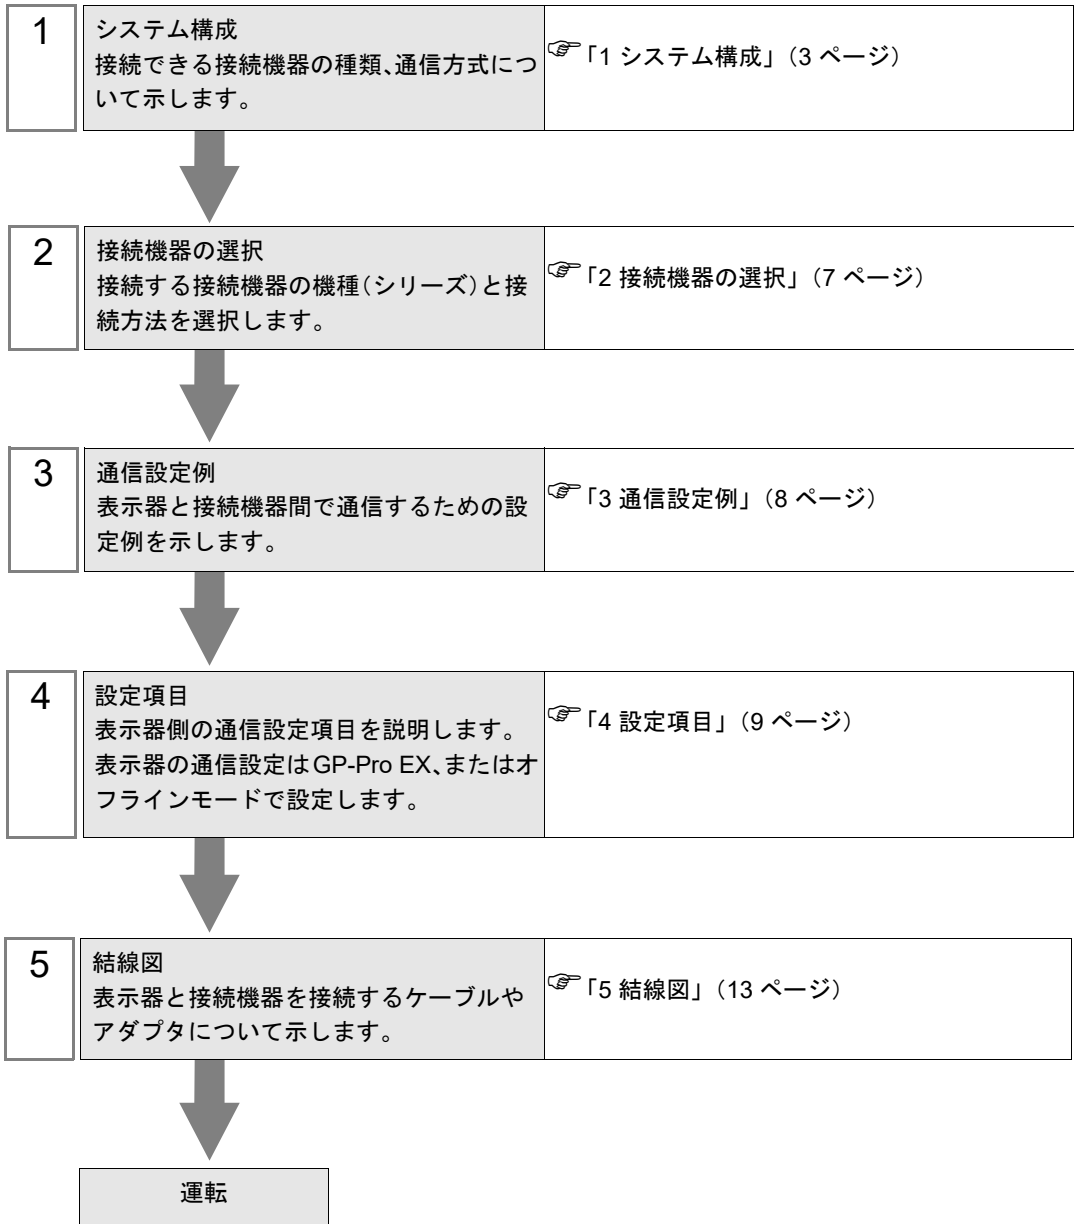 1
システム構成
接続できる接続機器の種類、通信方式につ
いて示します。
☞「1 システム構成」（3 ページ）
2
接続機器の選択
接続する接続機器の機種（シリーズ）と接
続方法を選択します。
☞「2 接続機器の選択」（7 ページ）
3
通信設定例
表示器と接続機器間で通信するための設
定例を示します。
☞「3 通信設定例」（8 ページ）
4
設定項目
表示器側の通信設定項目を説明します。
表示器の通信設定はGP-Pro EX、またはオ
フラインモードで設定します。
☞「4 設定項目」（9 ページ）
5
結線図
表示器と接続機器を接続するケーブルや
アダプタについて示します。
☞「5 結線図」（13 ページ）
運転